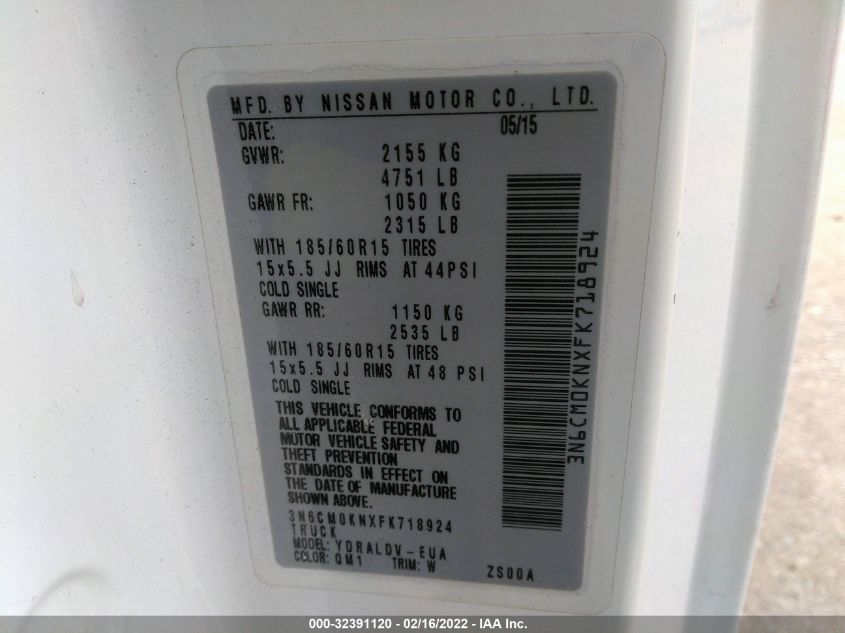 MFD. BY NISSAN MOTOR CO., LTD.
DATE: 05/15
GVWR: 2155 KG
4751 LB
GAWR FR: 1050 KG
2315 LB
WITH 185/60R15 TIRES
15x5.5 JJ RIMS AT 44PSI
COLD SINGLE
GAWR RR: 1150 KG
2535 LB
WITH 185/60R15 TIRES
15x5.5 JJ RIMS AT 48 PSI
COLD SINGLE
THIS VEHICLE CONFORMS TO
ALL APPLICABLE FEDERAL
MOTOR VEHICLE SAFETY AND
THEFT PREVENTION
STANDARDS IN EFFECT ON
THE DATE OF MANUFACTURE
SHOWN ABOVE.
3N6CM0KNXFK718924
TRUCK
MODEL: YDRALDV-EUA
COLOR: QM1 TRIM: W ZS00A
3N6CM0KNXFK718924
000-32391120 - 02/16/2022 - IAA Inc.